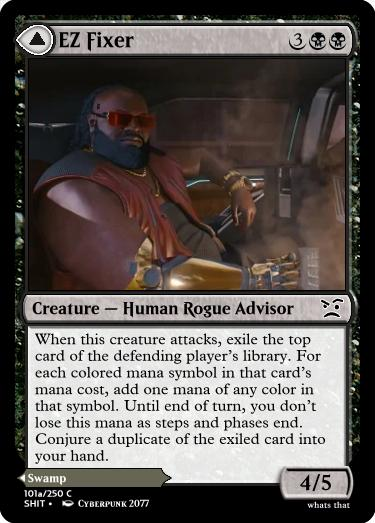 EZ Fixer
3
Creature — Human Rogue Advisor
When this creature attacks, exile the top
card of the defending player's library. For
each colored mana symbol in that card's
mana cost, add one mana of any color in
that symbol. Until end of turn, you don't
lose this mana as steps and phases end.
Conjure a duplicate of the exiled card into
your hand.
Swamp
4/5
101a/250 C
SHIT • Cyberpunk 2077
whats that